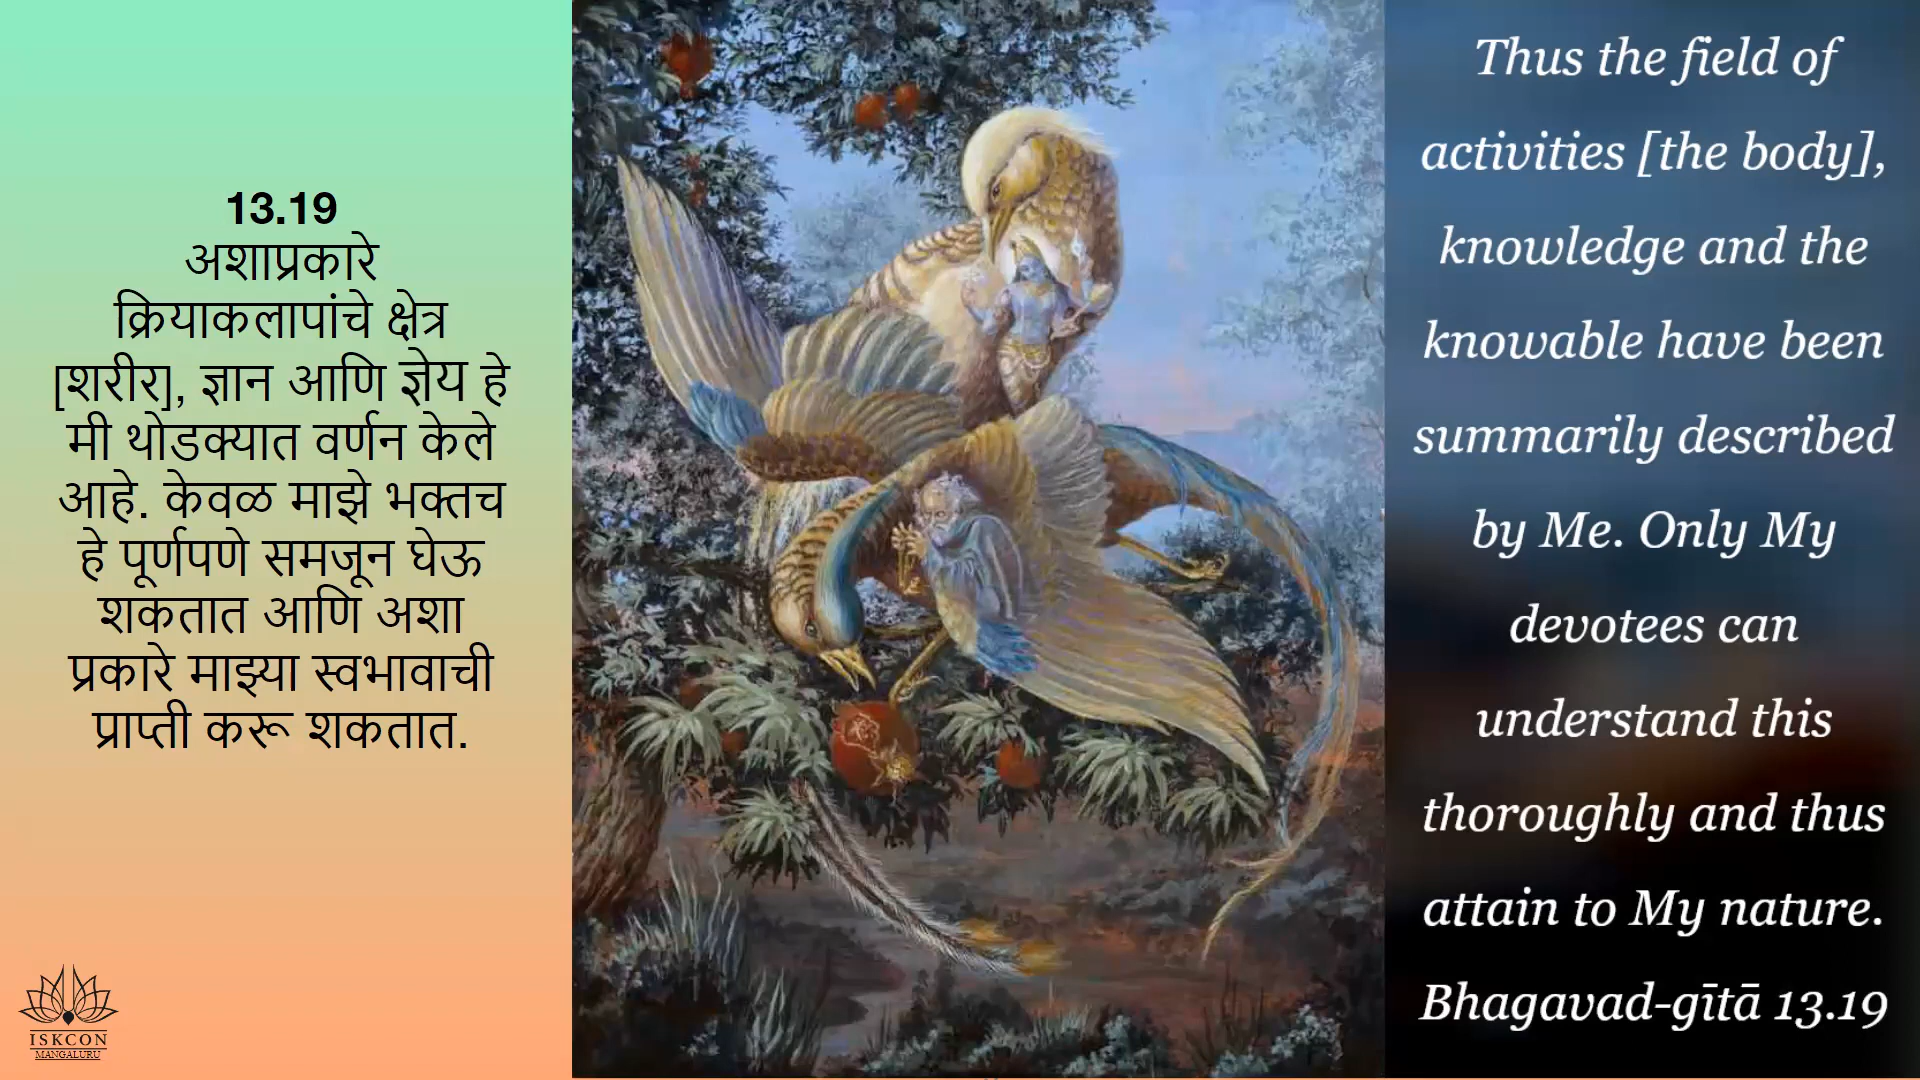 13.19
अशाप्रकारे
क्रियाकलापांचे क्षेत्र
[शरीर], ज्ञान आणि ज्ञेय हे
मी थोडक्यात वर्णन केले
आहे. केवळ माझे भक्तच
हे पूर्णपणे समजून घेऊ
शकतात आणि अशा
प्रकारे माझ्या स्वभावाची
प्राप्ती करू शकतात.
ISKCON
MANGALURU
Thus the field of
activities [the body],
knowledge and the
knowable have been
summarily described
by Me. Only My
devotees can
understand this
thoroughly and thus
attain to My nature.
Bhagavad-gītā 13.19